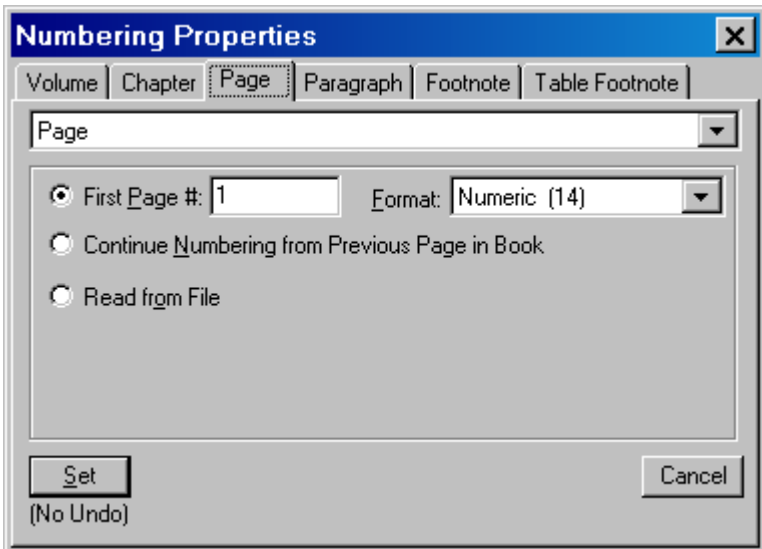 Numbering Properties
Volume Chapter Page Paragraph Footnote Table Footnote
Page
First Page #: 1 Format: Numeric (14)
Continue Numbering from Previous Page in Book
Read from File
Set Cancel
(No Undo)